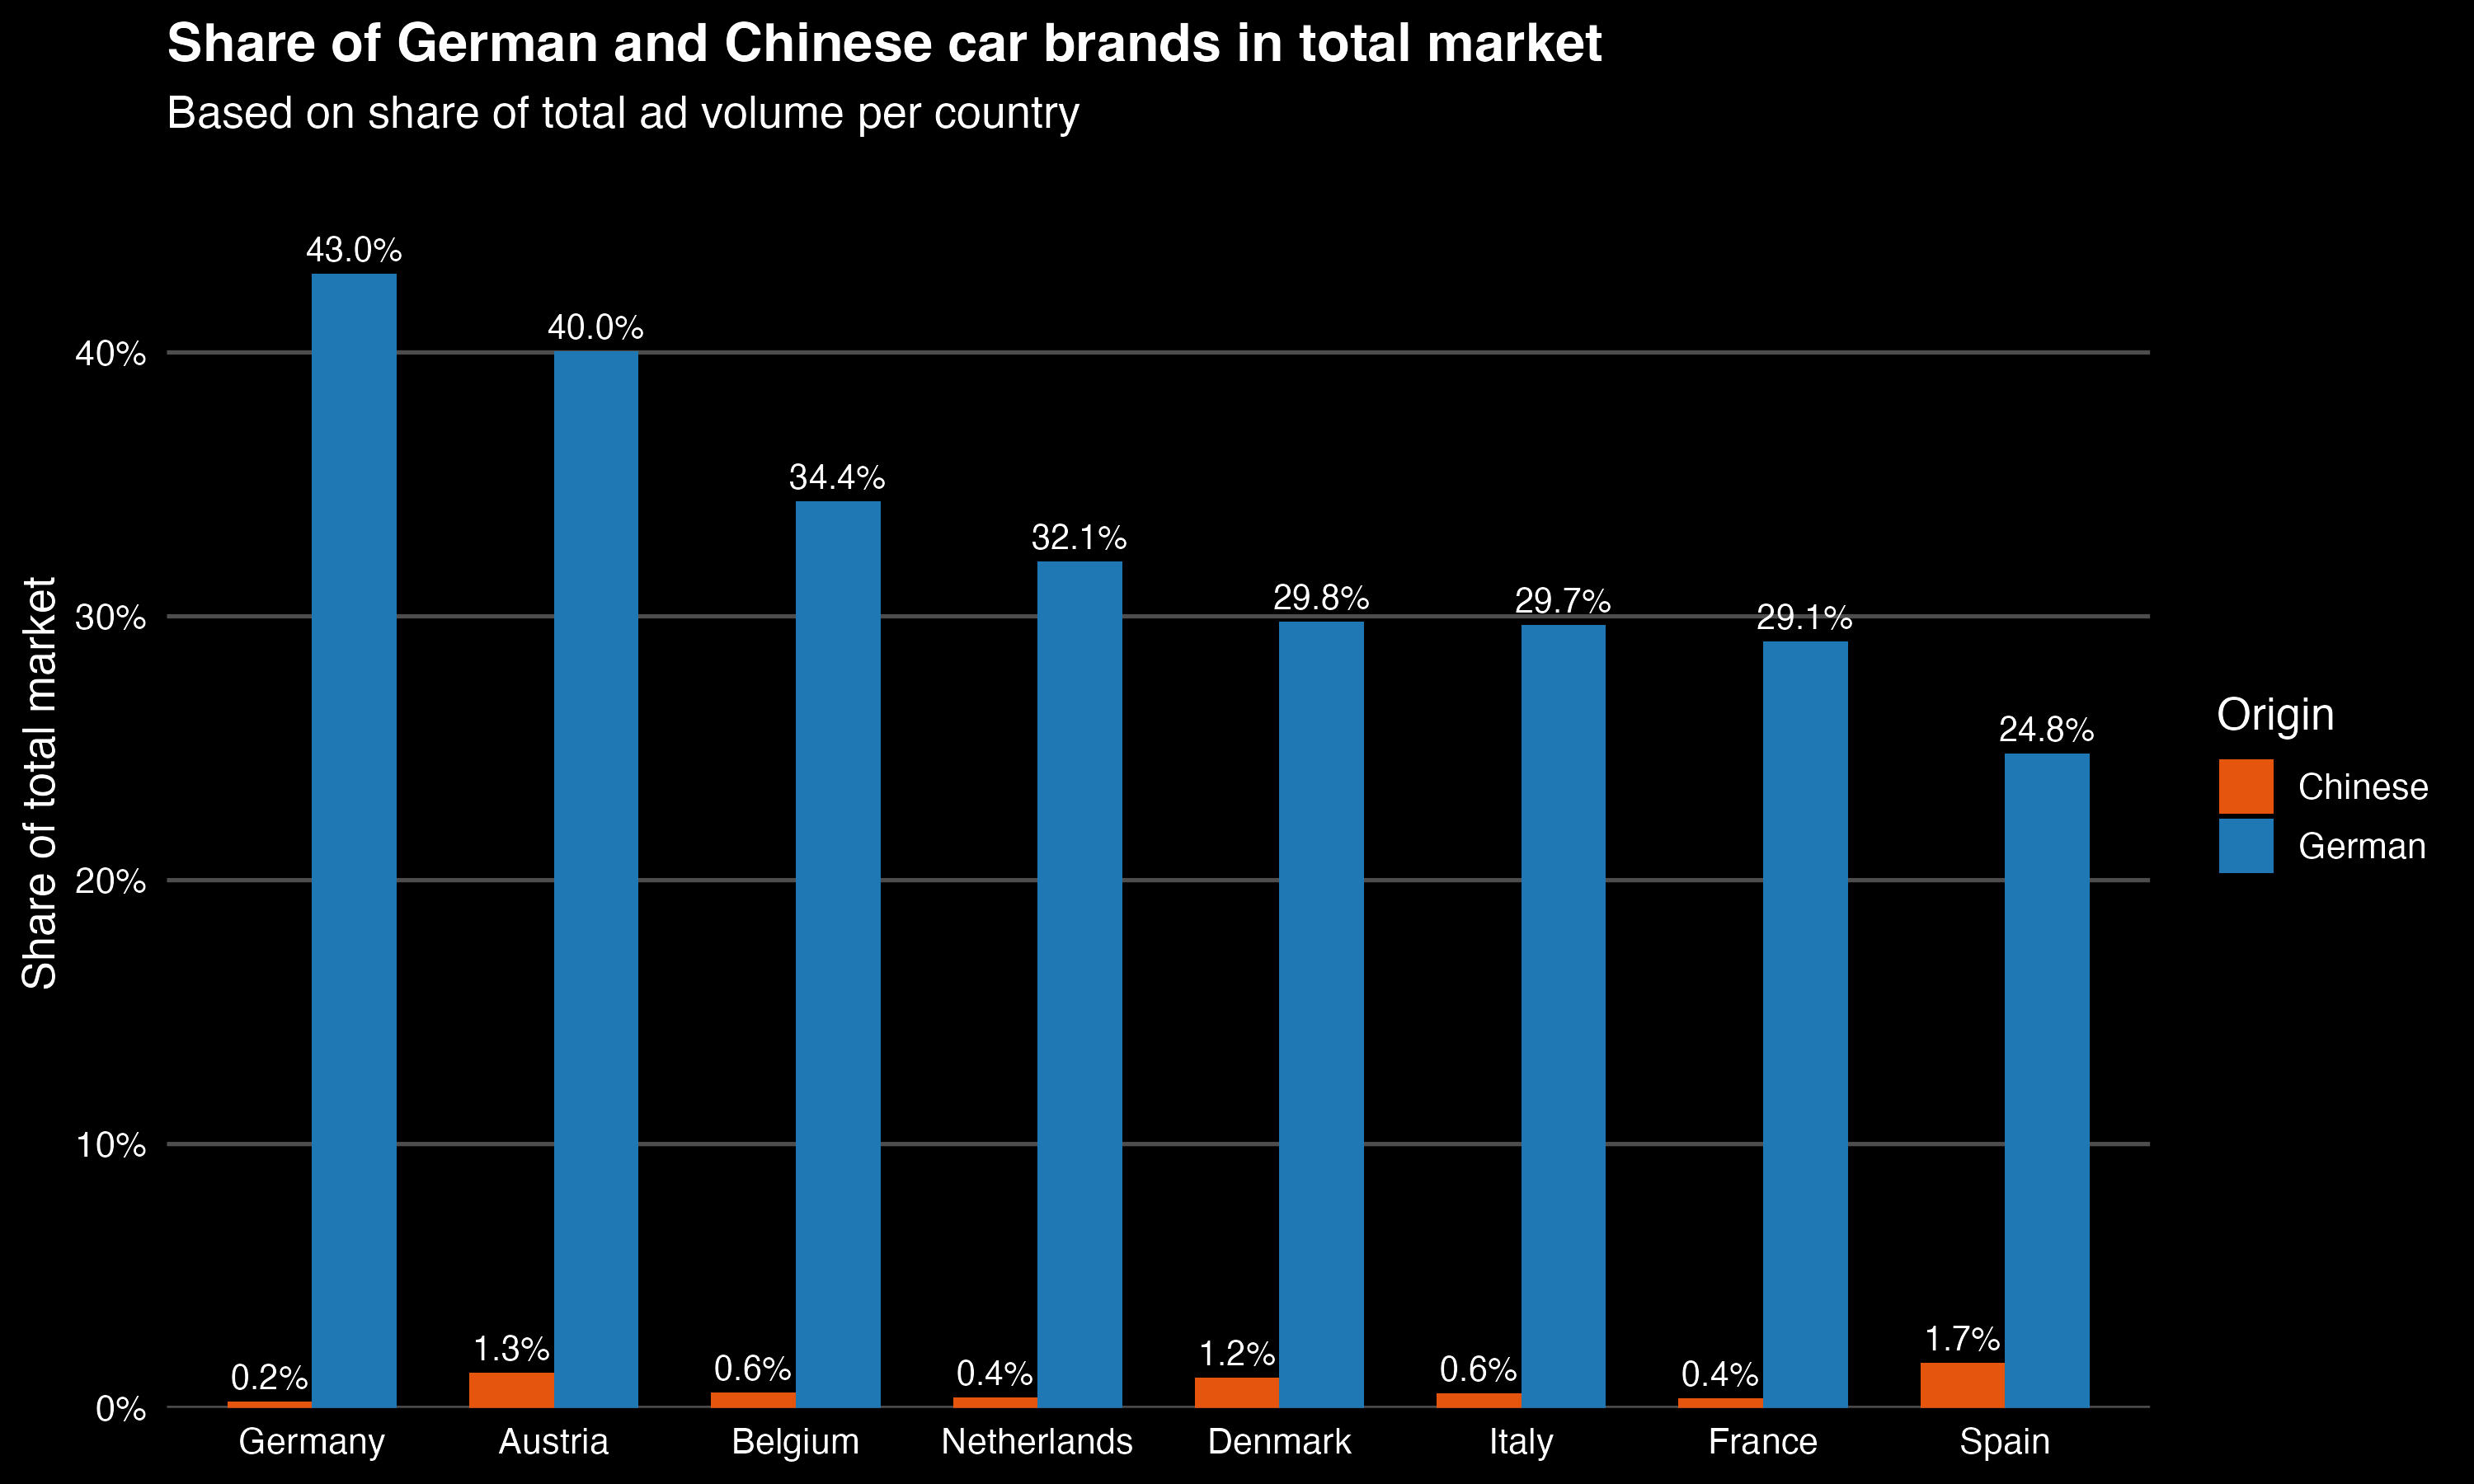 Share of German and Chinese car brands in total market
Based on share of total ad volume per country
Share of total market
40%
30%
20%
10%
0%
43.0%
40.0%
34.4%
32.1%
29.8%
29.7%
29.1%
24.8%
0.2%
1.3%
0.6%
0.4%
1.2%
0.6%
0.4%
1.7%
Germany
Austria
Belgium
Netherlands
Denmark
Italy
France
Spain
Origin
Chinese
German